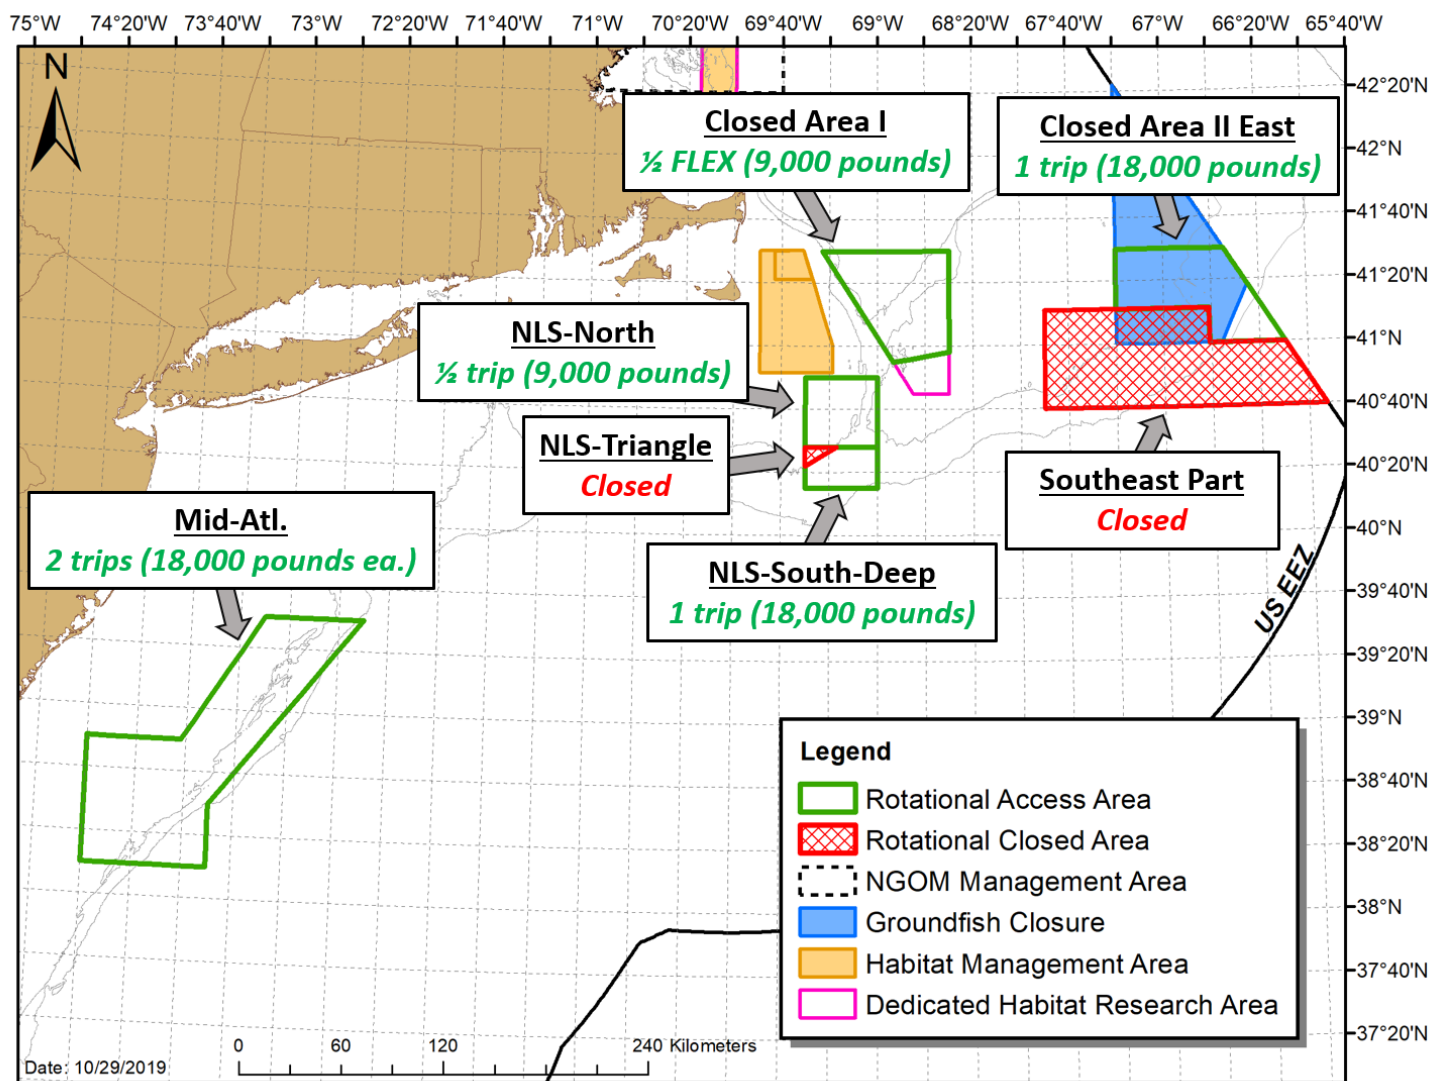 75°W 74°20'W 73°40'W 73°W 72°20'W 71°40'W 71°W 70°20'W 69°40'W 69°W 68°20'W 67°40'W 67°W 66°20'W 65°40'W
N
42°20'N
42°N
41°40'N
41°20'N
41°N
40°40'N
40°20'N
40°N
39°40'N
39°20'N
39°N
38°40'N
38°20'N
38°N
37°40'N
37°20'N
Closed Area I
½ FLEX (9,000 pounds)
Closed Area II East
1 trip (18,000 pounds)
NLS-North
½ trip (9,000 pounds)
NLS-Triangle
Closed
Southeast Part
Closed
Mid-Atl.
2 trips (18,000 pounds ea.)
NLS-South-Deep
1 trip (18,000 pounds)
US EEZ
Legend
Rotational Access Area
Rotational Closed Area
NGOM Management Area
Groundfish Closure
Habitat Management Area
Dedicated Habitat Research Area
0 60 120 240 Kilometers
Date: 10/29/2019